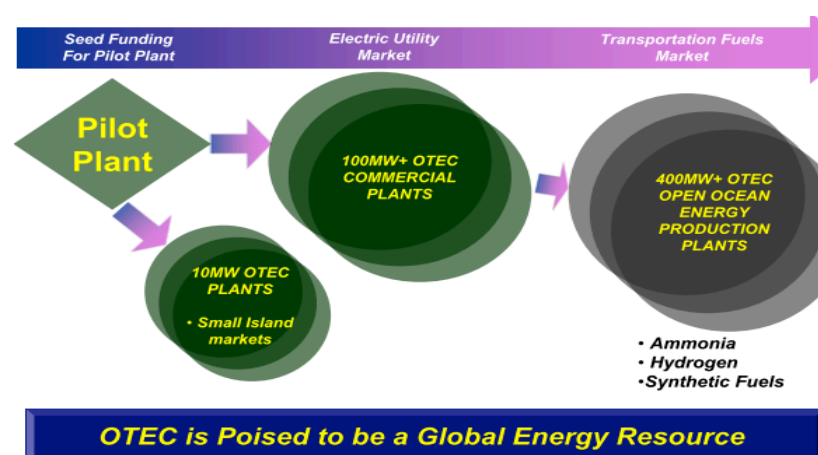 Seed Funding
For Pilot Plant
Electric Utility
Market
Transportation Fuels
Market
Pilot
Plant
100MW+ OTEC
COMMERCIAL
PLANTS
400MW+ OTEC
OPEN OCEAN
ENERGY
PRODUCTION
PLANTS
10MW OTEC
PLANTS
• Small Island
markets
• Ammonia
• Hydrogen
•Synthetic Fuels
OTEC is Poised to be a Global Energy Resource